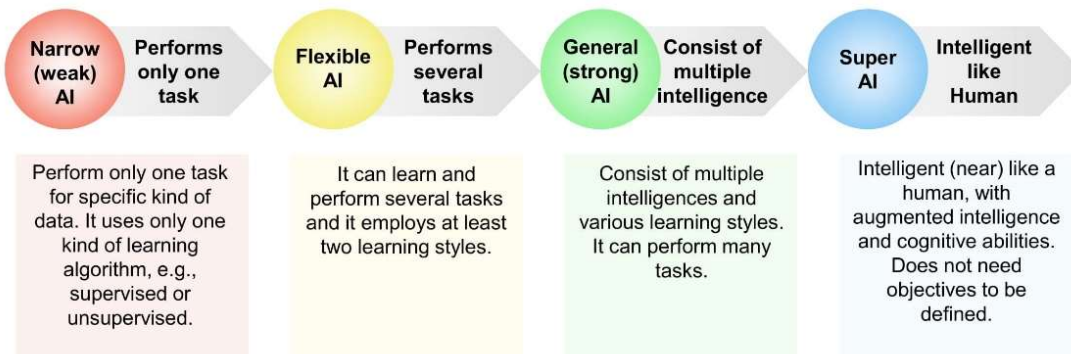 Narrow
(weak)
AI
Performs
only one
task
Flexible
AI
Performs
several
tasks
General
(strong)
AI
Consist of
multiple
intelligence
Super
AI
Intelligent
like
Human
Perform only one task
for specific kind of
data. It uses only one
kind of learning
algorithm, e.g.,
supervised or
unsupervised.
It can learn and
perform several tasks
and it employs at least
two learning styles.
Consist of multiple
intelligences and
various learning styles.
It can perform many
tasks.
Intelligent (near) like a
human, with
augmented intelligence
and cognitive abilities.
Does not need
objectives to be
defined.